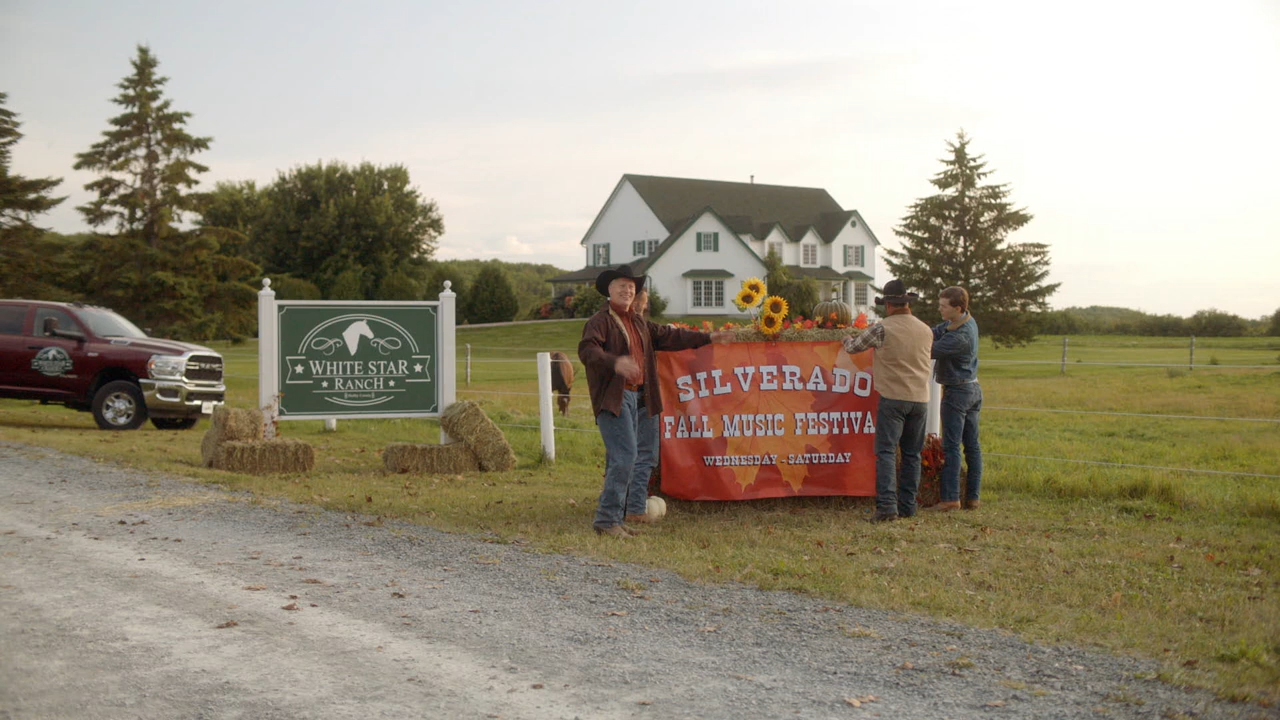 WHITE STAR
RANCH
SILVERADO
FALL MUSIC FESTIVA
WEDNESDAY - SATURDAY